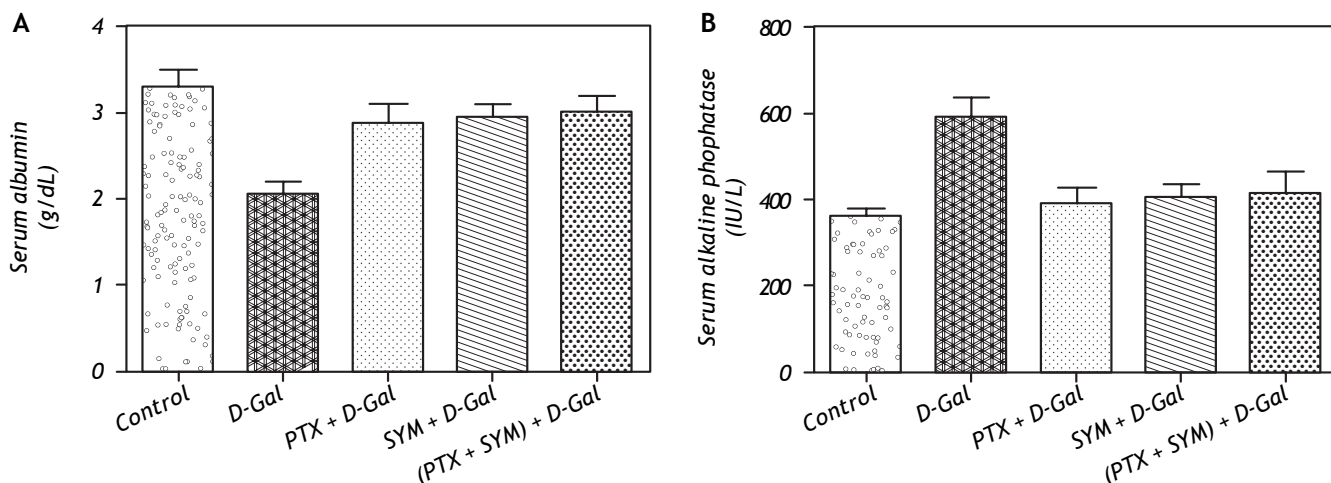 A
Serum albumin
(g/dL)
4
3
2
1
0
Control
D-Gal
PTX + D-Gal
SYM + D-Gal
(PTX + SYM) + D-Gal
B
Serum alkaline phophatase
(IU/L)
800
600
400
200
0
Control
D-Gal
PTX + D-Gal
SYM + D-Gal
(PTX + SYM) + D-Gal